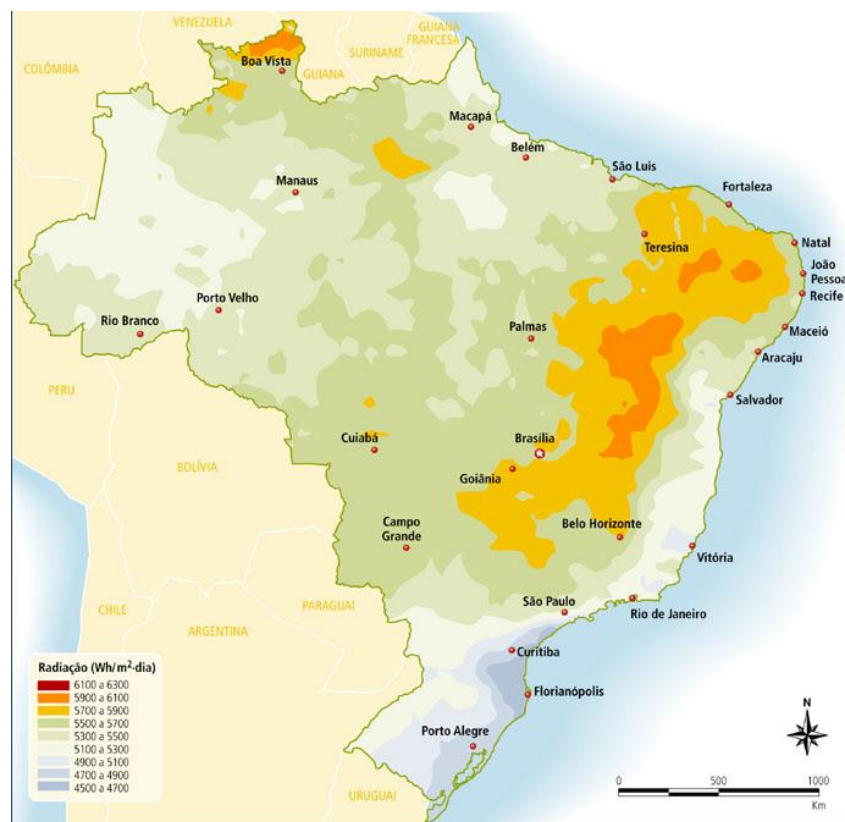 VENEZUELA
GUIANA
FRANCESA
SURINAME
GUIANA
COLÔMBIA
Boa Vista
Macapá
Belém
São Luis
Fortaleza
Manaus
Teresina
Natal
João
Pessoa
Recife
Porto Velho
Rio Branco
Palmas
Maceió
Aracaju
PERU
Salvador
Cuiabá
Brasília
BOLÍVIA
Goiânia
Campo
Grande
Belo Horizonte
Vitória
CHILE
PARAGUAI
São Paulo
Rio de Janeiro
ARGENTINA
Curitiba
Florianópolis
Porto Alegre
URUGUAI
Radiação (Wh/m²-dia)
6100 a 6300
5900 a 6100
5700 a 5900
5500 a 5700
5300 a 5500
5100 a 5300
4900 a 5100
4700 a 4900
4500 a 4700
N
0 500 1000
Km